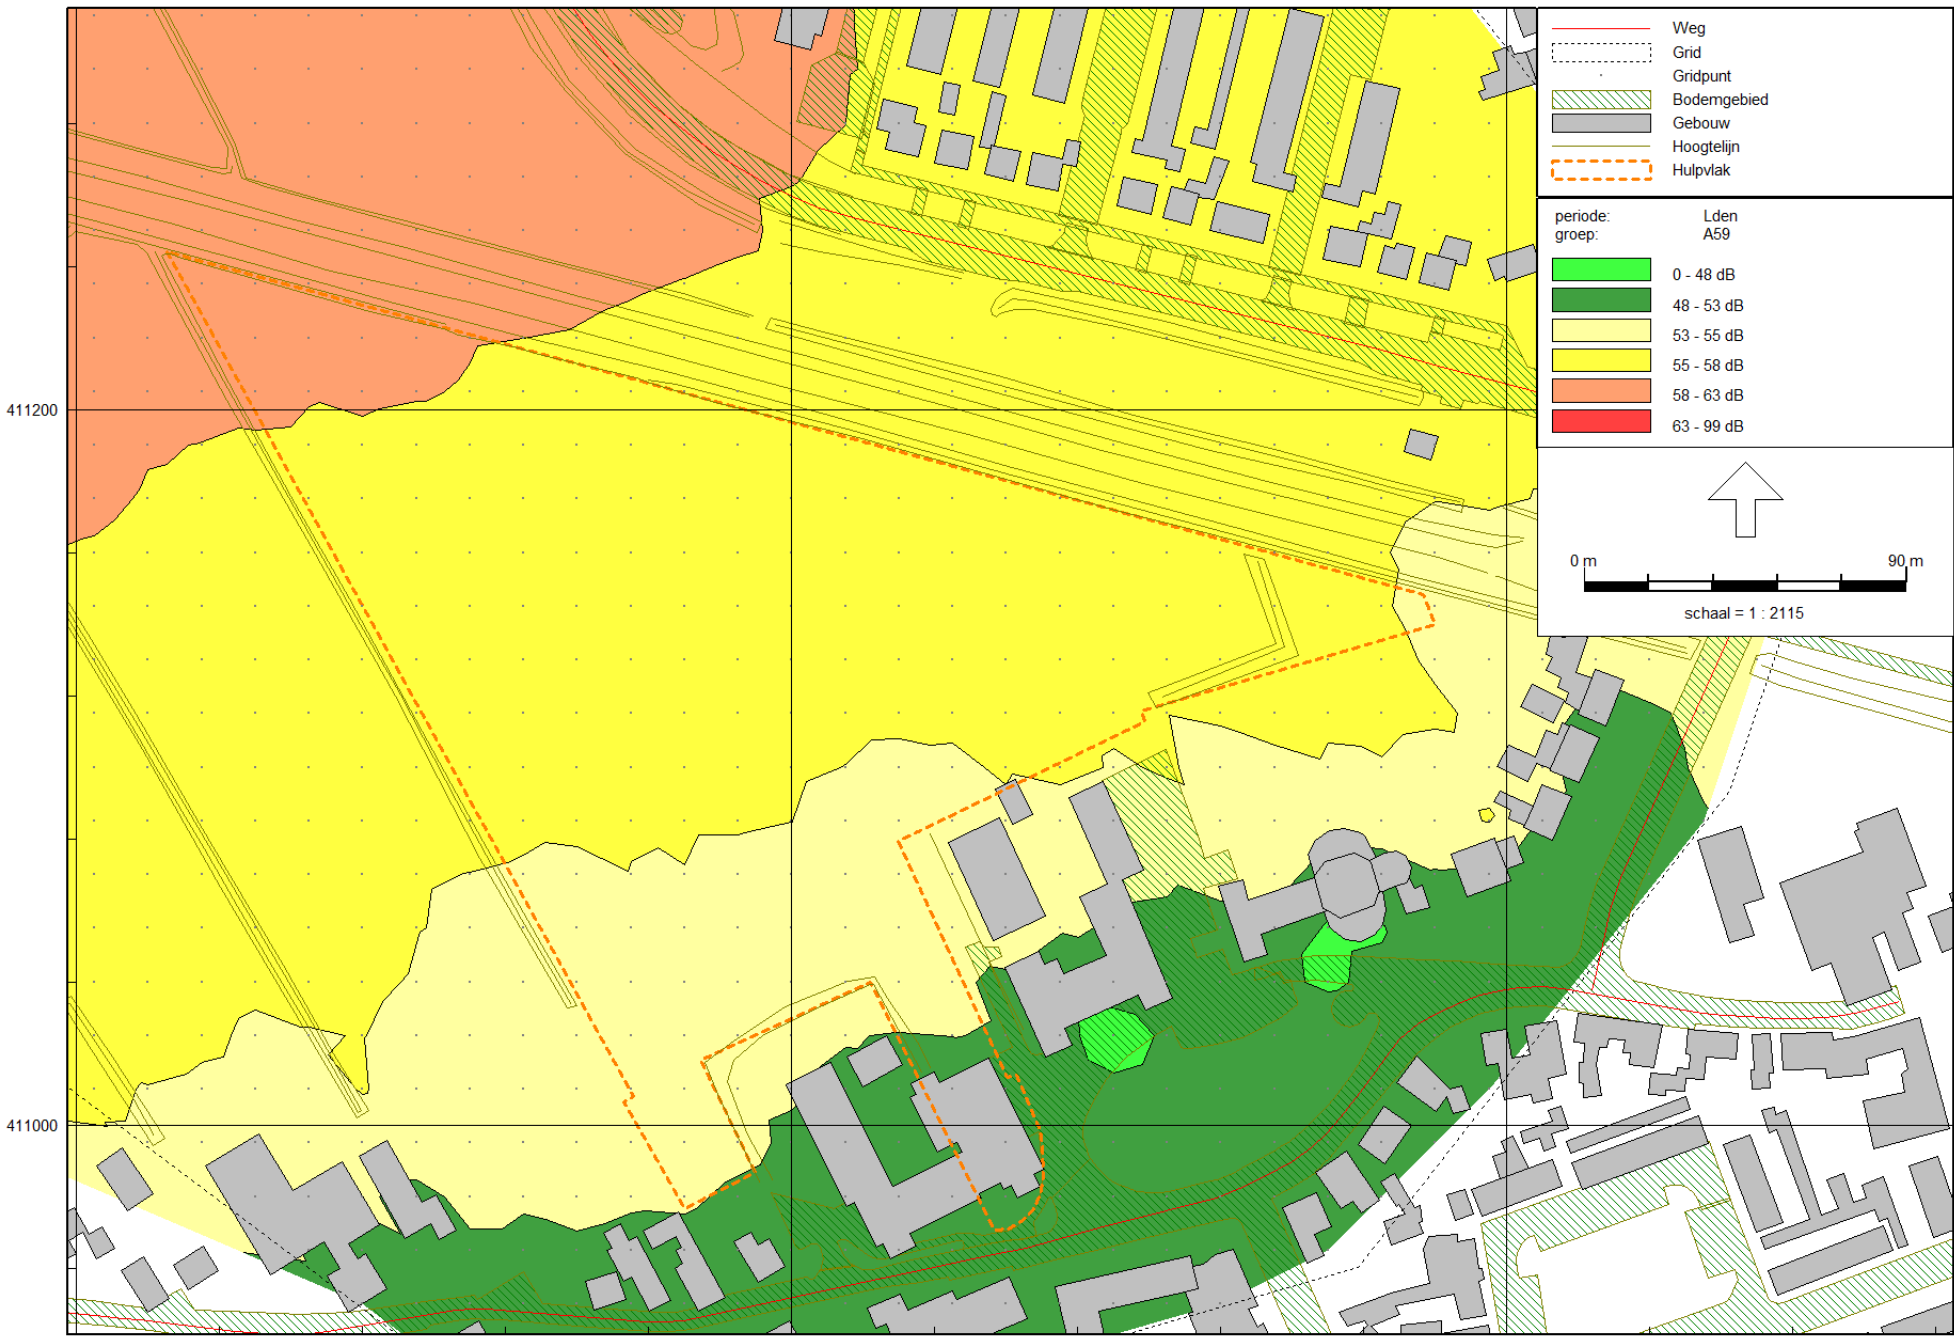 Weg
Grid
Gridpunt
Bodemgebied
Gebouw
Hoogtelijn
Hulpvlak
periode: Lden
groep: A59
0 - 48 dB
48 - 53 dB
53 - 55 dB
55 - 58 dB
58 - 63 dB
63 - 99 dB
0 m 90 m
schaal = 1 : 2115
411200
411000